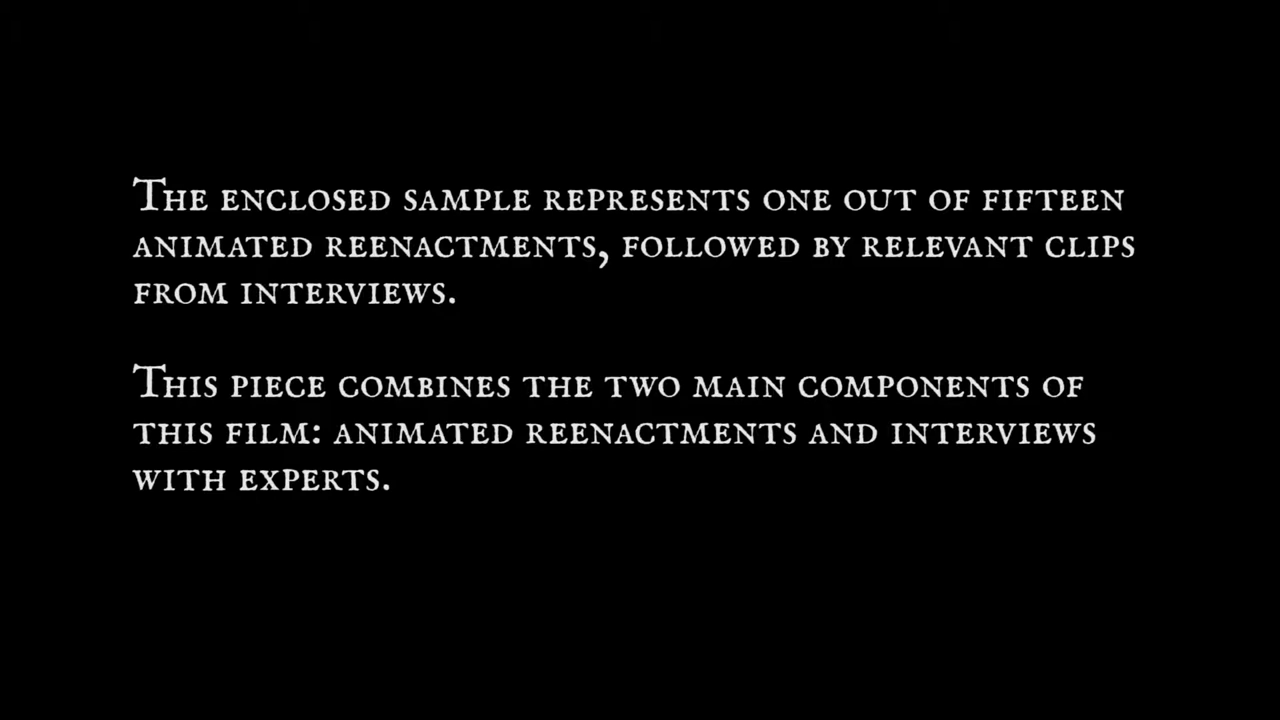 The enclosed sample represents one out of fifteen
animated reenactments, followed by relevant clips
from interviews.
This piece combines the two main components of
this film: animated reenactments and interviews
with experts.